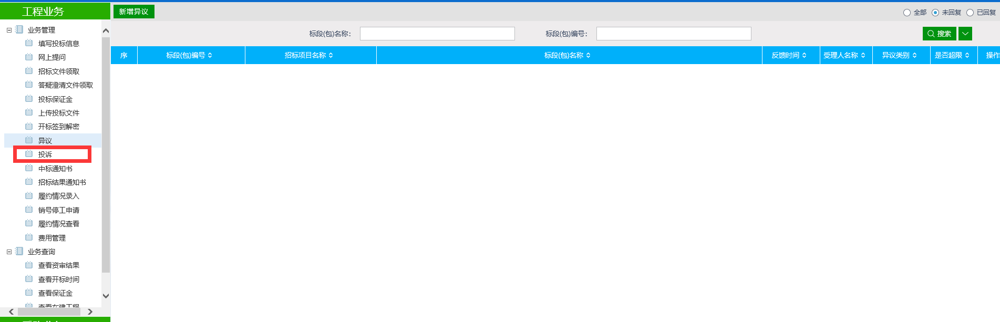 工程业务
业务管理
填写投标信息
网上提问
招标文件领取
答疑澄清文件领取
投标保证金
上传投标文件
开标签到解密
异议
投诉
中标通知书
招标结果通知书
履约情况录入
销号停工申请
履约情况查看
费用管理
业务查询
查看资审结果
查看开标时间
查看保证金
查看在建工程
新增异议
全部 未回复 已回复
标段(包)名称： 标段(包)编号： 搜索
序 标段(包)编号 招标项目名称 标段(包)名称 反馈时间 受理人名称 异议类别 是否超限 操作